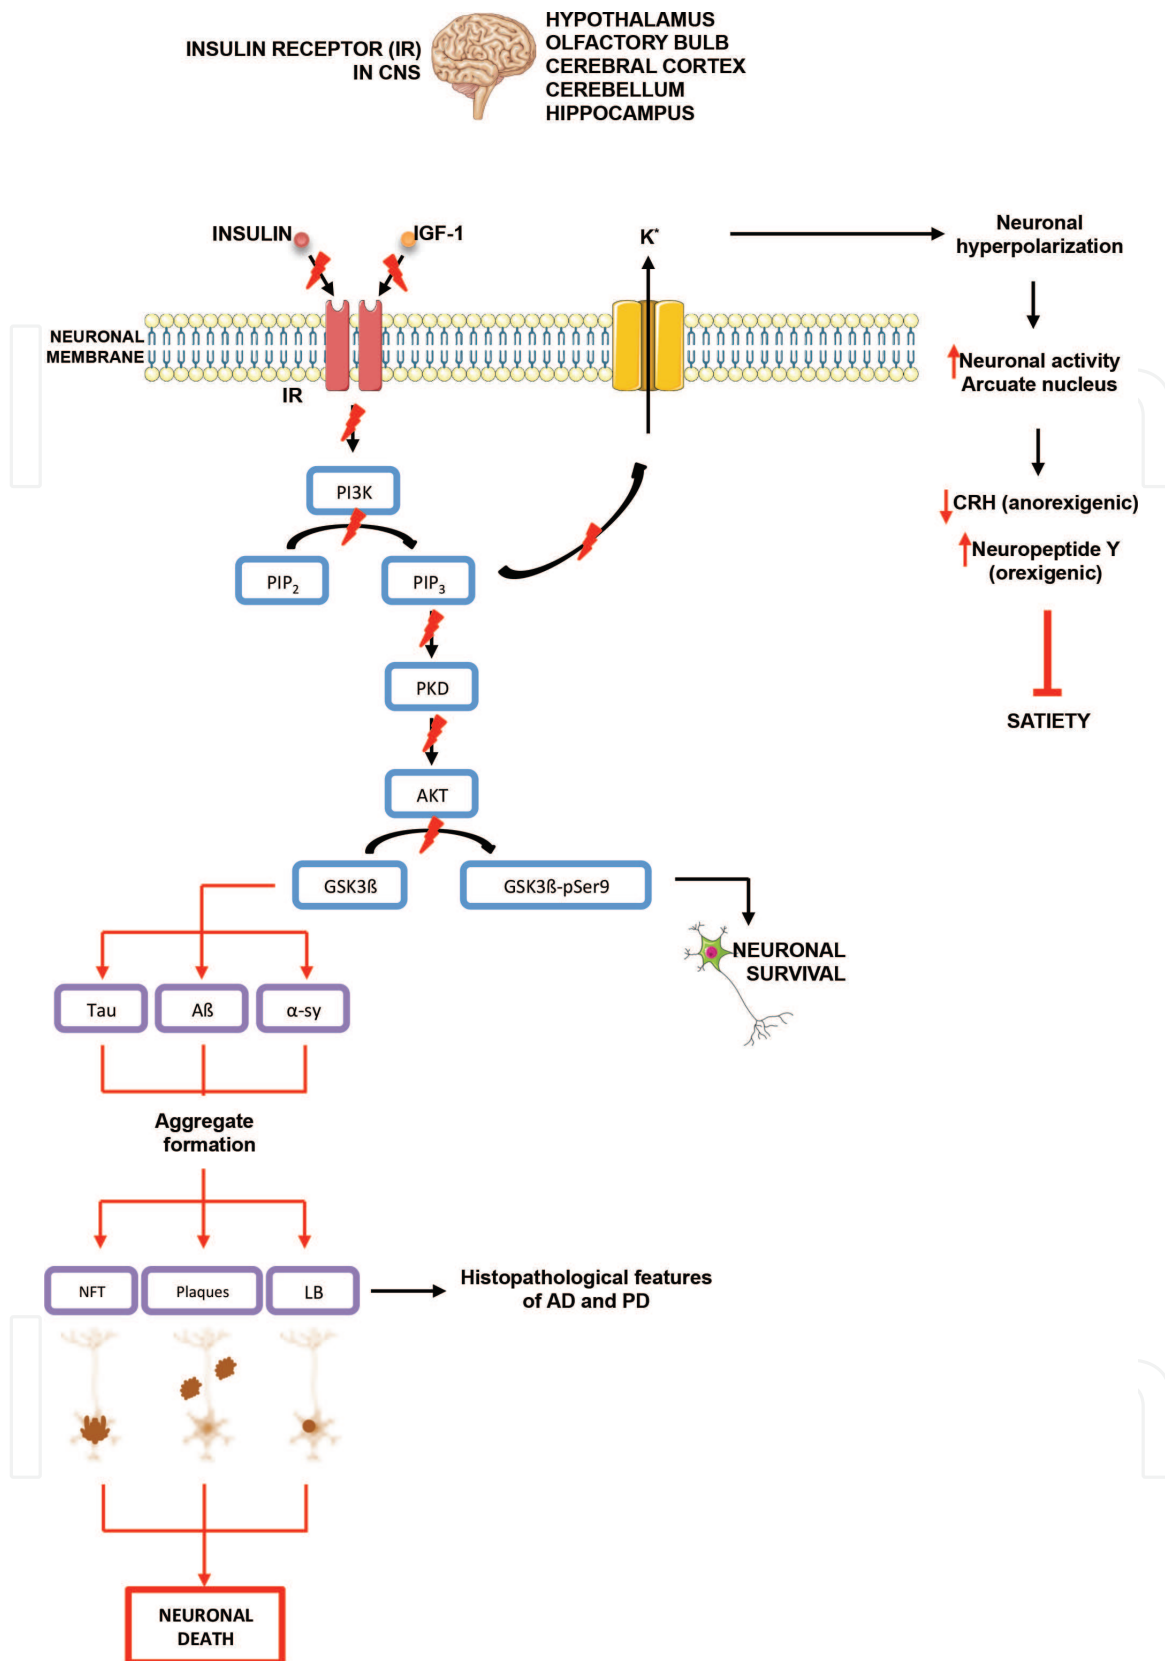 INSULIN RECEPTOR (IR)
IN CNS
HYPOTHALAMUS
OLFACTORY BULB
CEREBRAL CORTEX
CEREBELLUM
HIPPOCAMPUS
INSULIN
IGF-1
K*
Neuronal
hyperpolarization
NEURONAL
MEMBRANE
IR
Neuronal activity
Arcuate nucleus
PI3K
CRH (anorexigenic)
Neuropeptide Y
(orexigenic)
PIP₂
PIP₃
PKD
SATIETY
AKT
GSK3ß
GSK3ß-pSer9
NEURONAL
SURVIVAL
Tau
Aß
α-sy
Aggregate
formation
NFT
Plaques
LB
Histopathological features
of AD and PD
NEURONAL
DEATH